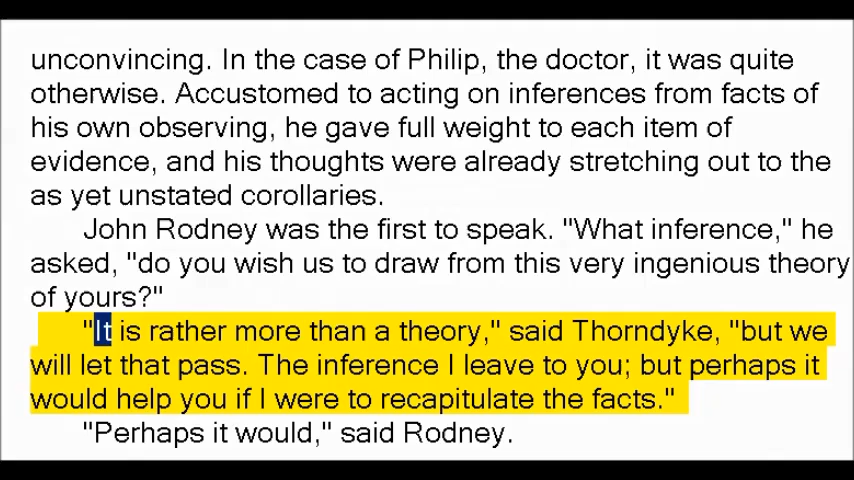 unconvincing. In the case of Philip, the doctor, it was quite
otherwise. Accustomed to acting on inferences from facts of
his own observing, he gave full weight to each item of
evidence, and his thoughts were already stretching out to the
as yet unstated corollaries.
John Rodney was the first to speak. "What inference," he
asked, "do you wish us to draw from this very ingenious theory
of yours?"
"It is rather more than a theory," said Thorndyke, "but we
will let that pass. The inference I leave to you; but perhaps it
would help you if I were to recapitulate the facts."
"Perhaps it would," said Rodney.